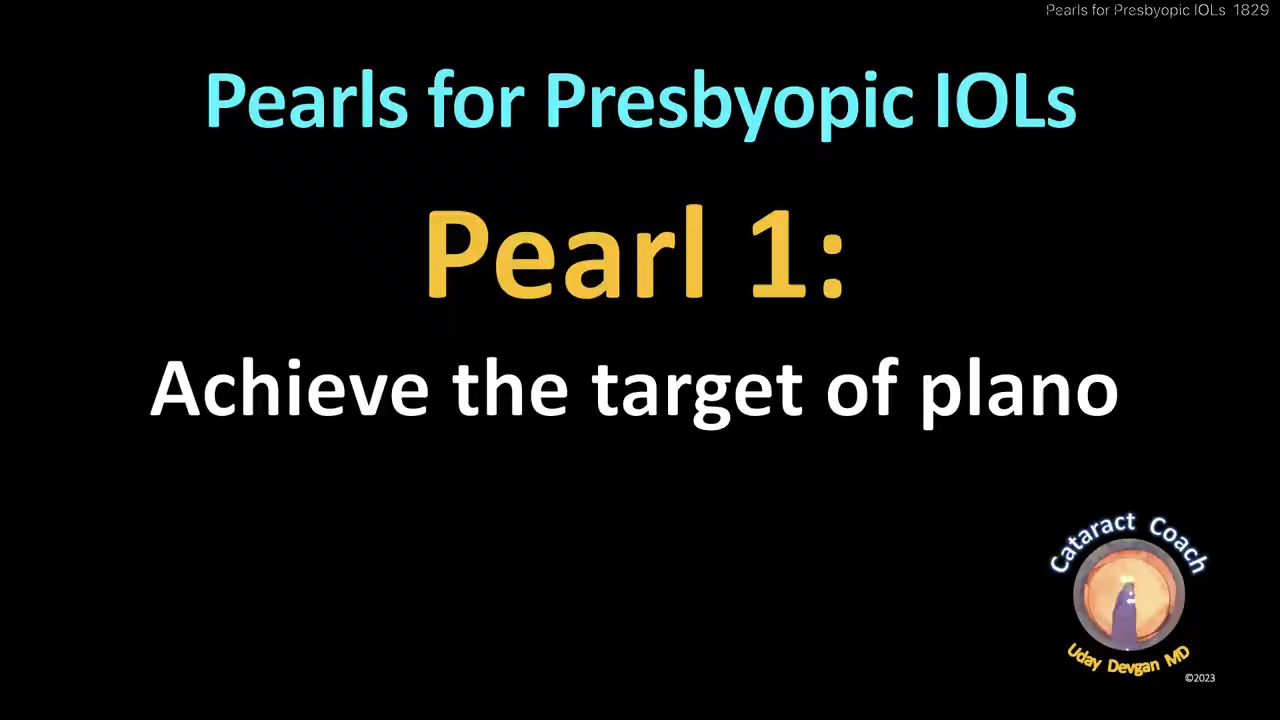 Pearls for Presbyopic IOLs 1829
Pearls for Presbyopic IOLs
Pearl 1:
Achieve the target of plano
Cataract Coach
Uday Devgan MD
©2023